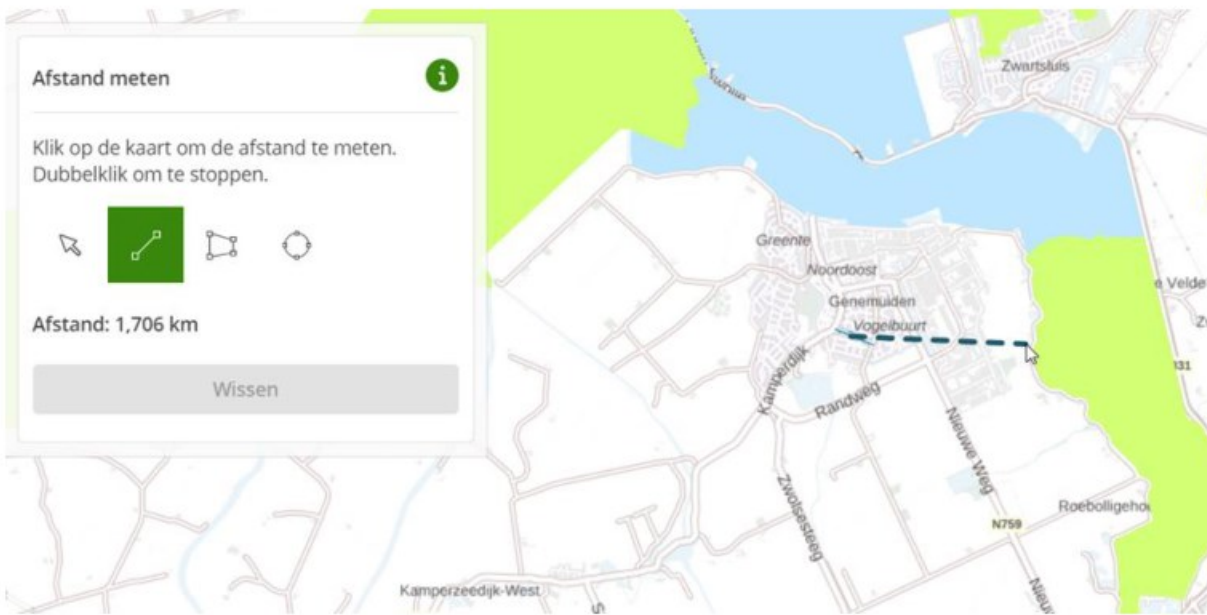 Afstand meten
i
Klik op de kaart om de afstand te meten.
Dubbelklik om te stoppen.
Afstand: 1,706 km
Wissen
Zwartsluis
Greente
Noordoost
Genemuiden
Vogelbuurt
Kamperdijk
Randweg
Nieuwe Weg
Zwolsesteeg
N759
Kamperzeedijk-West
e Velde